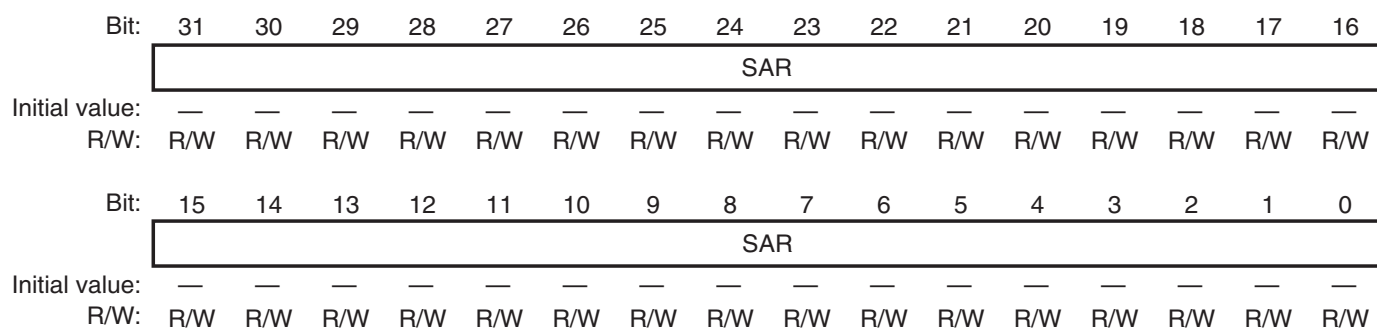 Bit: 31 30 29 28 27 26 25 24 23 22 21 20 19 18 17 16
SAR
Initial value: — — — — — — — — — — — — — — — —
R/W: R/W R/W R/W R/W R/W R/W R/W R/W R/W R/W R/W R/W R/W R/W R/W R/W
Bit: 15 14 13 12 11 10 9 8 7 6 5 4 3 2 1 0
SAR
Initial value: — — — — — — — — — — — — — — — —
R/W: R/W R/W R/W R/W R/W R/W R/W R/W R/W R/W R/W R/W R/W R/W R/W R/W